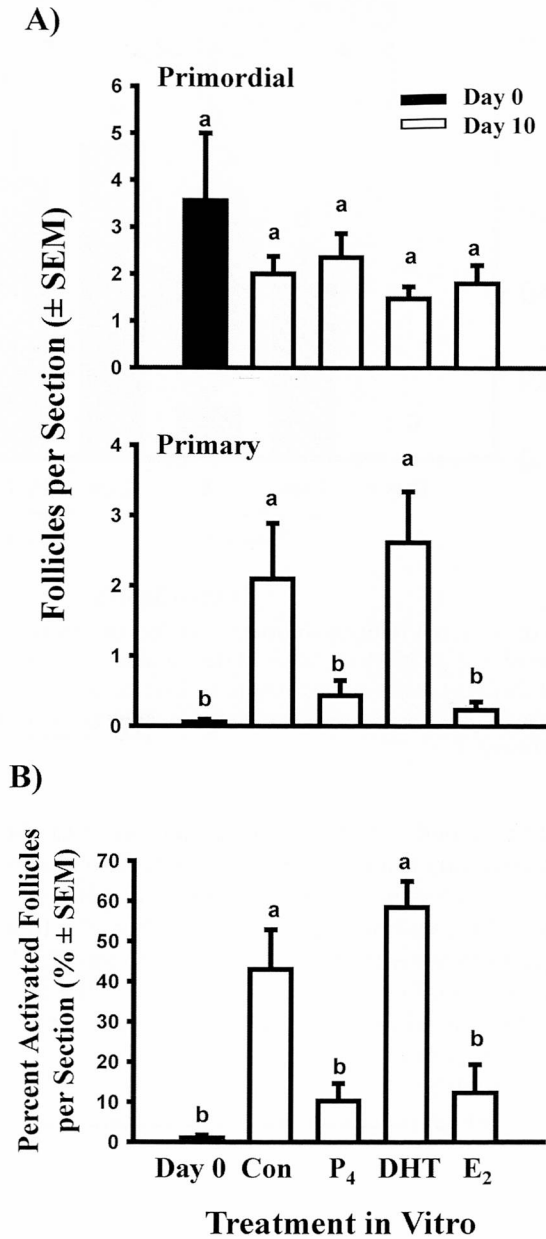 A)
Primordial
Day 0
Day 10
6
5
4
3
2
1
0
a
a
a
a
a
Follicles per Section (± SEM)
Primary
4
3
2
1
0
b
a
b
a
b
B)
Percent Activated Follicles
per Section (% ± SEM)
70
60
50
40
30
20
10
0
b
a
b
a
b
Day 0 Con P₄ DHT E₂
Treatment in Vitro